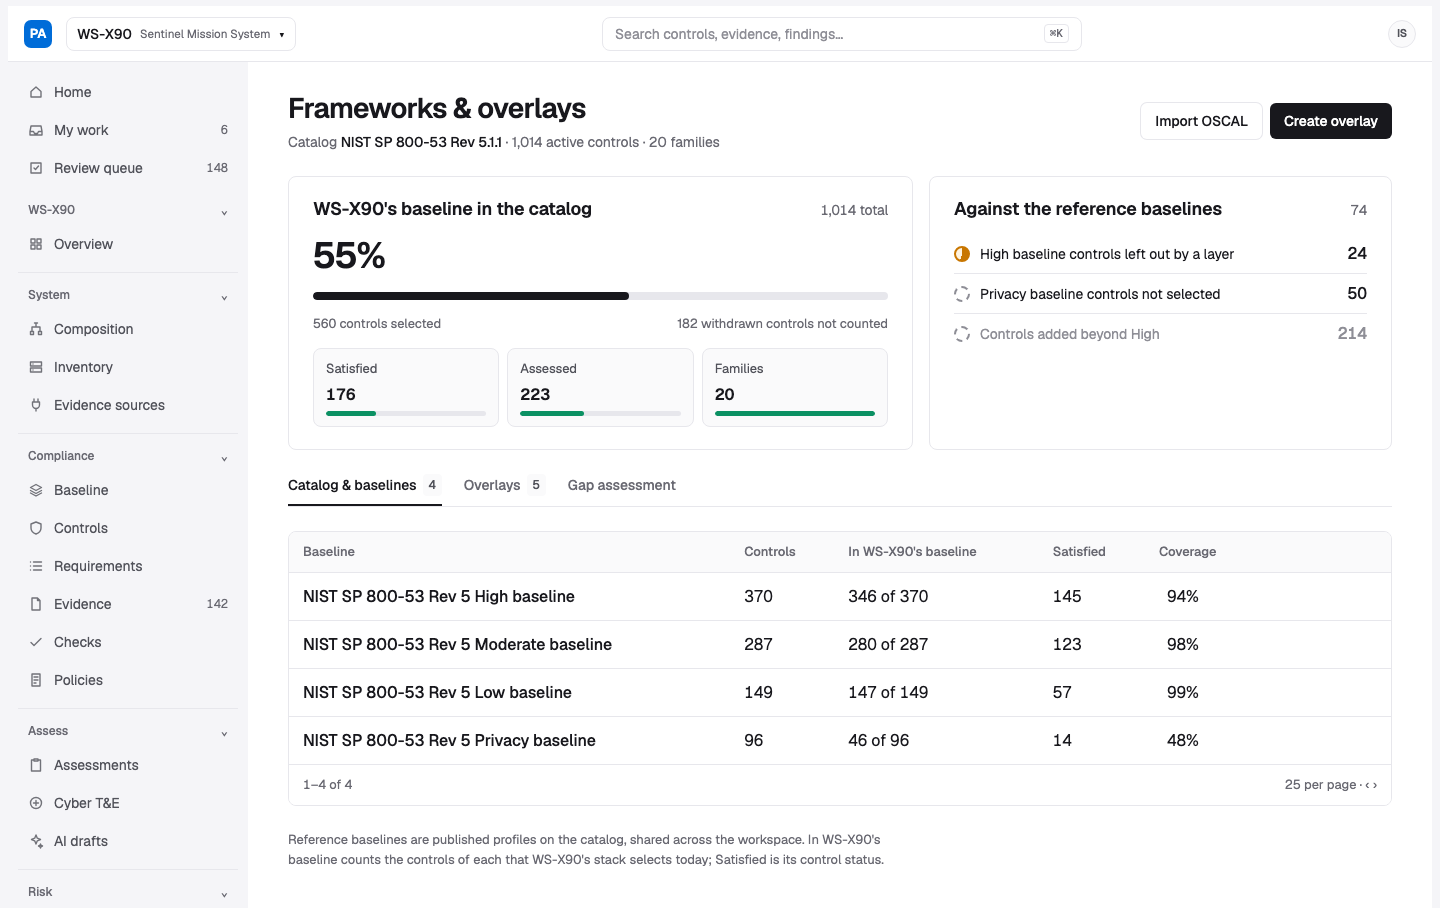 PA
WS-X90 Sentinel Mission System ▾
Search controls, evidence, findings... ⌘K
IS
Home
My work 6
Review queue 148
WS-X90
Overview
System
Composition
Inventory
Evidence sources
Compliance
Baseline
Controls
Requirements
Evidence 142
Checks
Policies
Assess
Assessments
Cyber T&E
AI drafts
Risk
Frameworks & overlays
Catalog NIST SP 800-53 Rev 5.1.1 · 1,014 active controls · 20 families
Import OSCAL
Create overlay
WS-X90's baseline in the catalog 1,014 total
55%
560 controls selected 182 withdrawn controls not counted
Satisfied
176
Assessed
223
Families
20
Against the reference baselines 74
High baseline controls left out by a layer 24
Privacy baseline controls not selected 50
Controls added beyond High 214
Catalog & baselines 4 Overlays 5 Gap assessment
Baseline Controls In WS-X90's baseline Satisfied Coverage
NIST SP 800-53 Rev 5 High baseline 370 346 of 370 145 94%
NIST SP 800-53 Rev 5 Moderate baseline 287 280 of 287 123 98%
NIST SP 800-53 Rev 5 Low baseline 149 147 of 149 57 99%
NIST SP 800-53 Rev 5 Privacy baseline 96 46 of 96 14 48%
1–4 of 4 25 per page · ‹ ›
Reference baselines are published profiles on the catalog, shared across the workspace. In WS-X90's
baseline counts the controls of each that WS-X90's stack selects today; Satisfied is its control status.